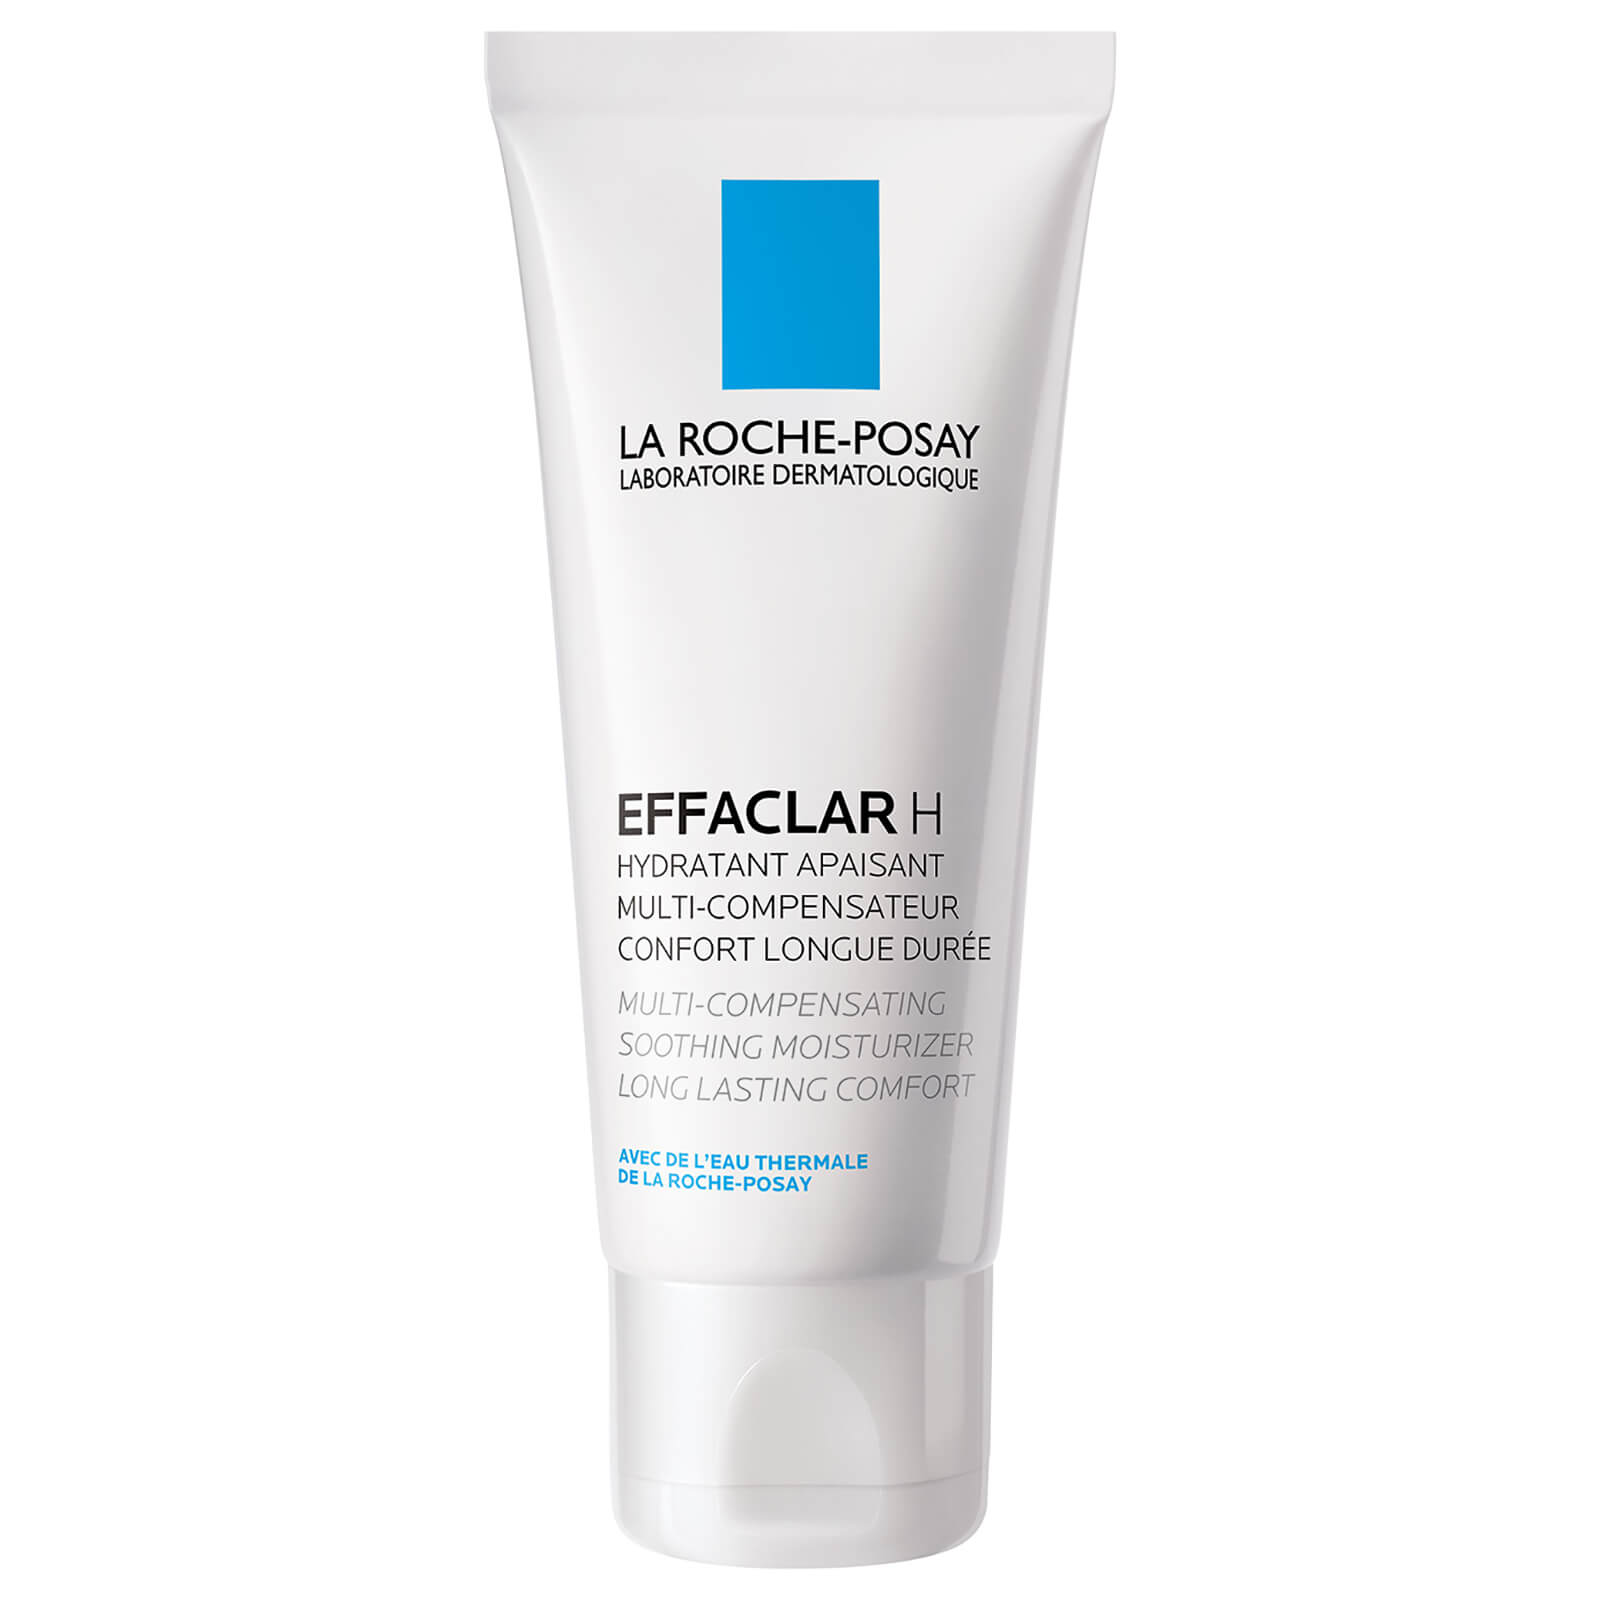 LA ROCHE-POSAY
LABORATOIRE DERMATOLOGIQUE
EFFACLAR H
HYDRATANT APAISANT
MULTI-COMPENSATEUR
CONFORT LONGUE DURÉE
MULTI-COMPENSATING
SOOTHING MOISTURIZER
LONG LASTING COMFORT
AVEC DE L'EAU THERMALE
DE LA ROCHE-POSAY